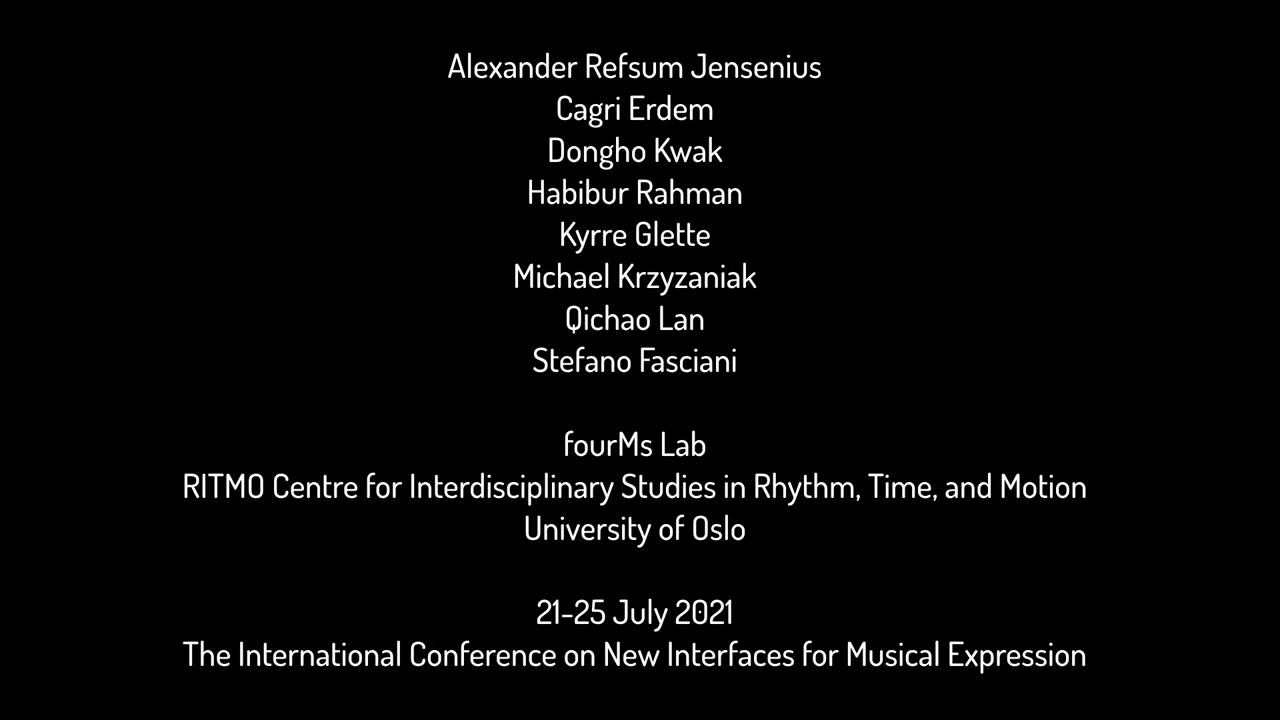 Alexander Refsum Jensenius
Cagri Erdem
Dongho Kwak
Habibur Rahman
Kyrre Glette
Michael Krzyzaniak
Qichao Lan
Stefano Fasciani
fourMs Lab
RITMO Centre for Interdisciplinary Studies in Rhythm, Time, and Motion
University of Oslo
21-25 July 2021
The International Conference on New Interfaces for Musical Expression